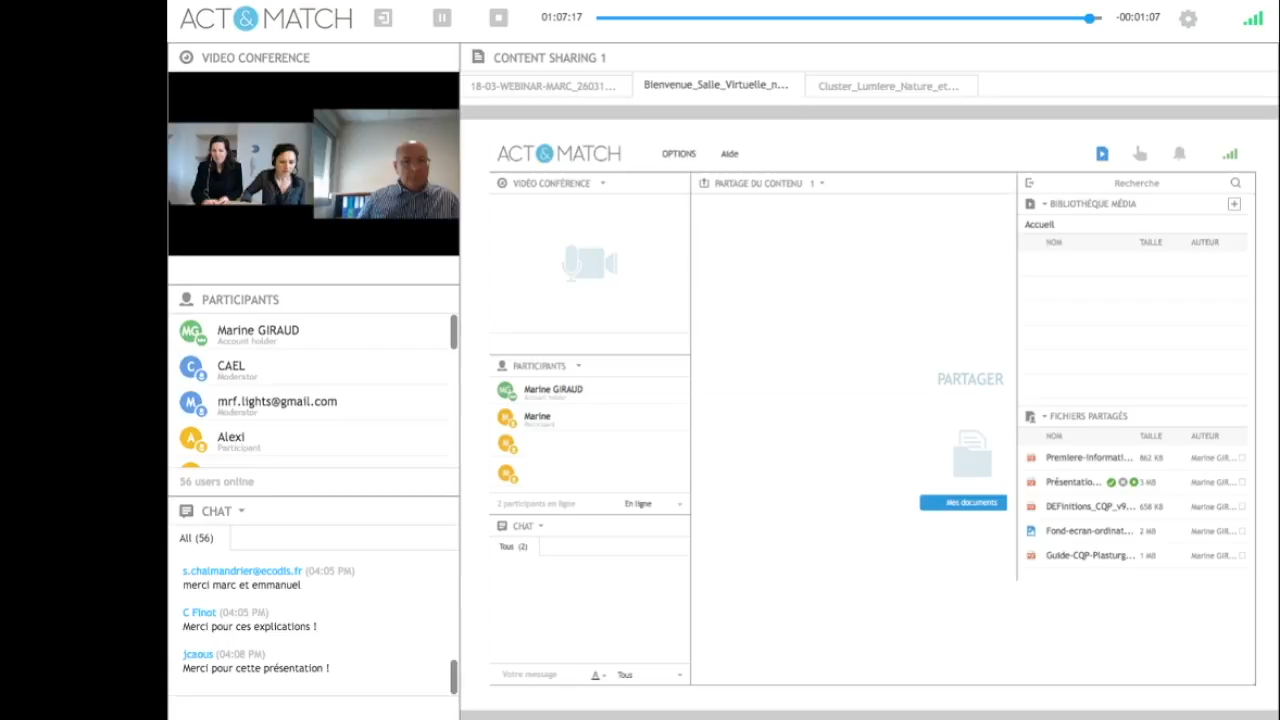 ACT & MATCH
01:07:17
-00:01:07
VIDEO CONFERENCE
PARTICIPANTS
MG Marine GIRAUD
Account holder
C CAEL
Moderator
M mrf.lights@gmail.com
Moderator
A Alexi
Participant
56 users online
CHAT
All (56)
s.chalmandrier@ecodis.fr (04:05 PM)
merci marc et emmanuel
C Finot (04:05 PM)
Merci pour ces explications !
jcaous (04:08 PM)
Merci pour cette présentation !
CONTENT SHARING 1
18-03-WEBINAR-MARC_26031... Bienvenue_Salle_Virtuelle_n... Cluster_Lumiere_Nature_et...
ACT & MATCH OPTIONS Aide
VIDÉO CONFÉRENCE
PARTICIPANTS
MG Marine GIRAUD
Account holder
M Marine
Participant
M
M
2 participants en ligne En ligne
CHAT
Tous (2)
Votre message A Tous
PARTAGE DU CONTENU 1
PARTAGER
Mes documents
Recherche
BIBLIOTHÈQUE MÉDIA +
Accueil
NOM TAILLE AUTEUR
FICHIERS PARTAGÉS
NOM TAILLE AUTEUR
Premiere-informati... 862 KB Marine GIR...
Présentatio... 3 MB Marine GIR...
DEFinitions_CQP_v9... 658 KB Marine GIR...
Fond-ecran-ordinat... 2 MB Marine GIR...
Guide-CQP-Plasturg... 1 MB Marine GIR...